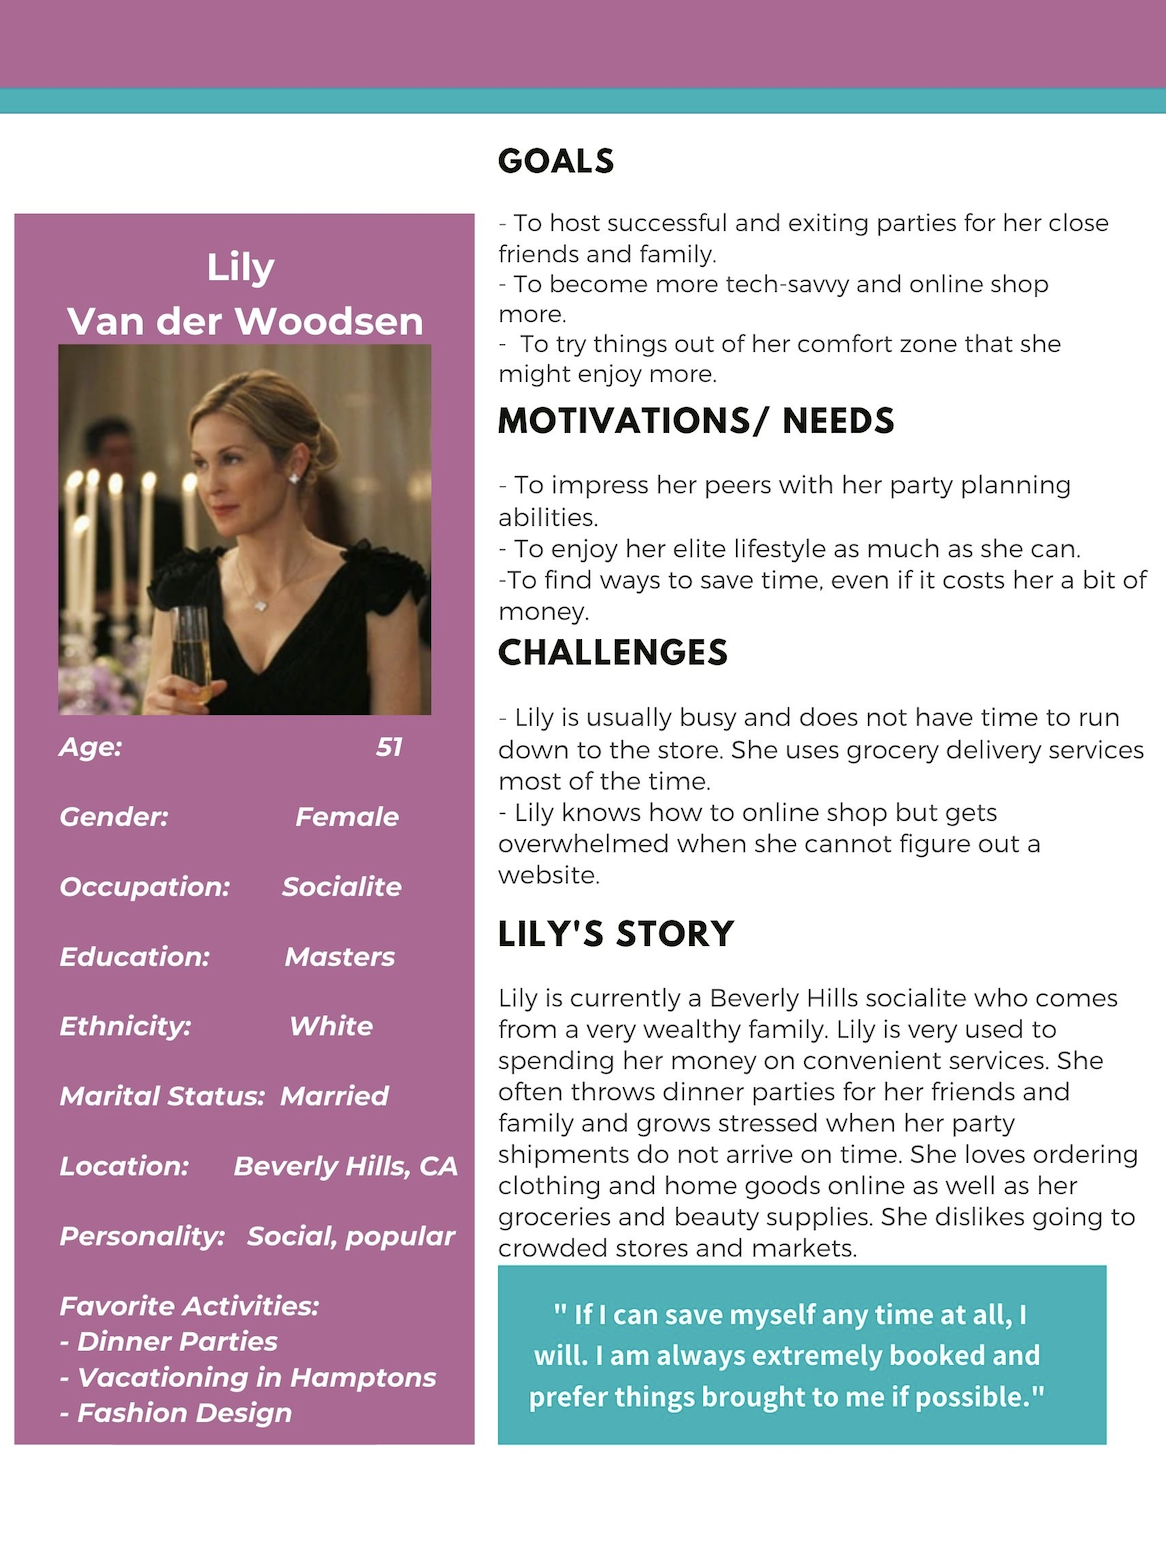 Lily
Van der Woodsen
Age: 51
Gender: Female
Occupation: Socialite
Education: Masters
Ethnicity: White
Marital Status: Married
Location: Beverly Hills, CA
Personality: Social, popular
Favorite Activities:
- Dinner Parties
- Vacationing in Hamptons
- Fashion Design
GOALS
- To host successful and exiting parties for her close
friends and family.
- To become more tech-savvy and online shop
more.
- To try things out of her comfort zone that she
might enjoy more.
MOTIVATIONS/ NEEDS
- To impress her peers with her party planning
abilities.
- To enjoy her elite lifestyle as much as she can.
-To find ways to save time, even if it costs her a bit of
money.
CHALLENGES
- Lily is usually busy and does not have time to run
down to the store. She uses grocery delivery services
most of the time.
- Lily knows how to online shop but gets
overwhelmed when she cannot figure out a
website.
LILY'S STORY
Lily is currently a Beverly Hills socialite who comes
from a very wealthy family. Lily is very used to
spending her money on convenient services. She
often throws dinner parties for her friends and
family and grows stressed when her party
shipments do not arrive on time. She loves ordering
clothing and home goods online as well as her
groceries and beauty supplies. She dislikes going to
crowded stores and markets.
" If I can save myself any time at all, I
will. I am always extremely booked and
prefer things brought to me if possible."